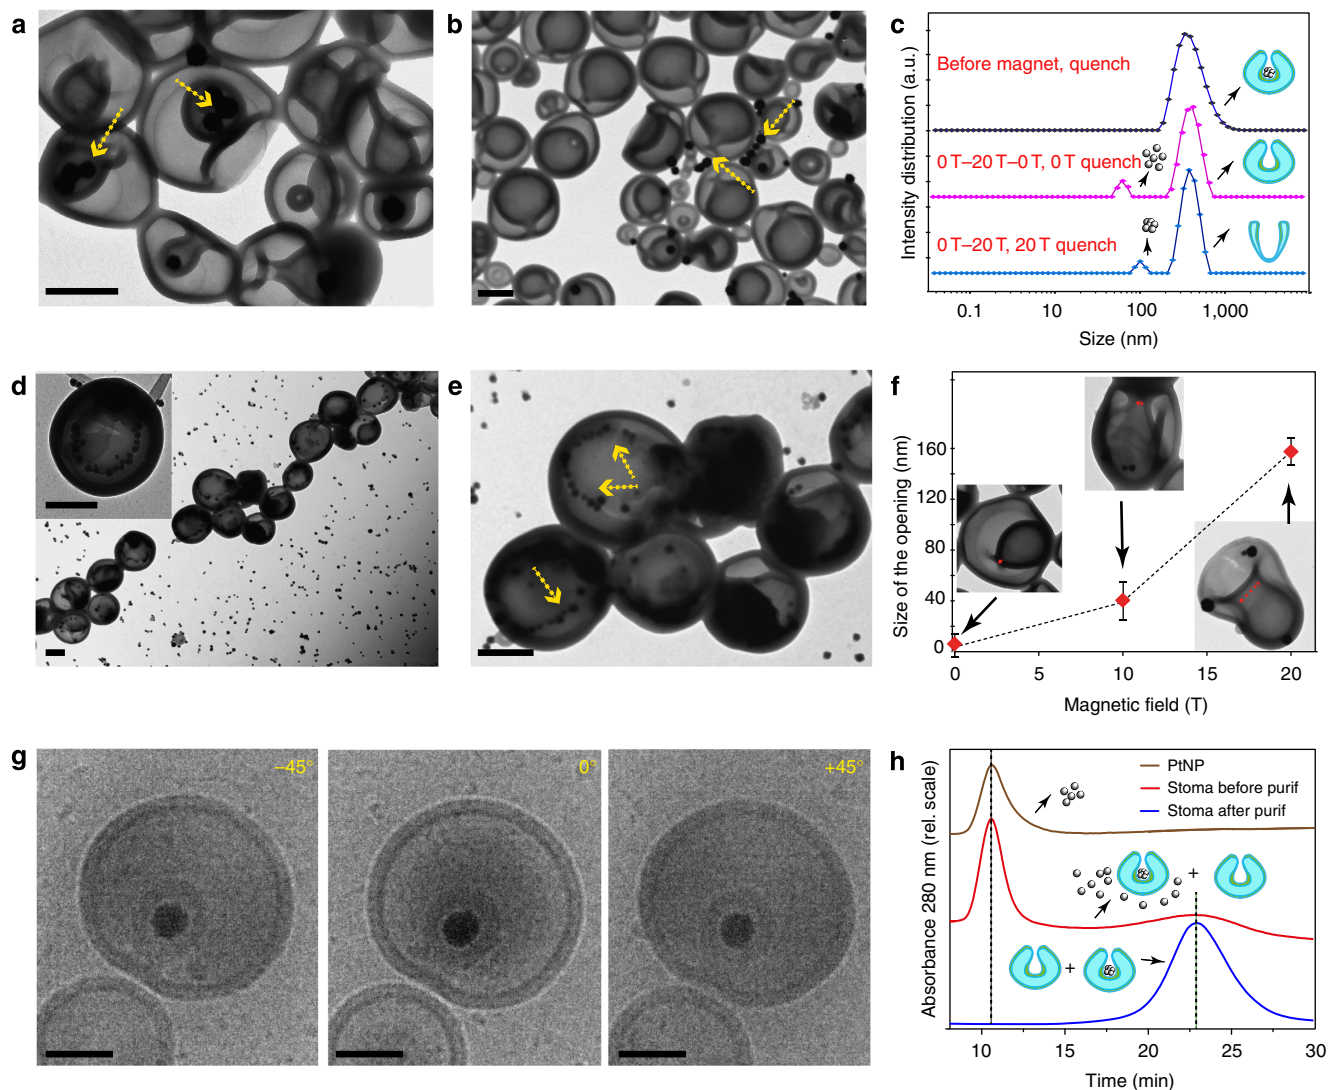 a
b
c
Before magnet, quench
0 T–20 T–0 T, 0 T quench
0 T–20 T, 20 T quench
Intensity distribution (a.u.)
0.1
10
100
1,000
Size (nm)
d
e
f
160
120
80
40
0
Size of the opening (nm)
0
5
10
15
20
Magnetic field (T)
g
–45°
0°
+45°
h
PtNP
Stoma before purif
Stoma after purif
+
+
Absorbance 280 nm (rel. scale)
10
15
20
25
30
Time (min)